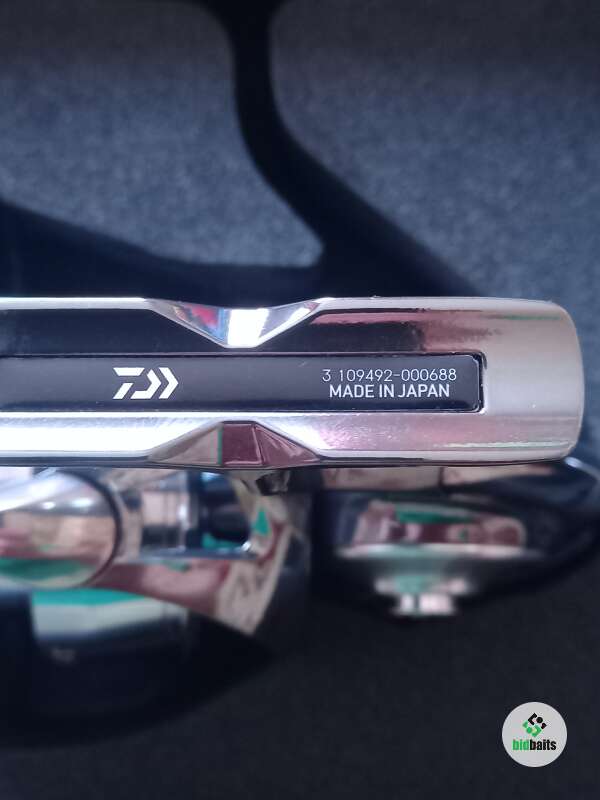 3 109492-000688
MADE IN JAPAN
bidbaits